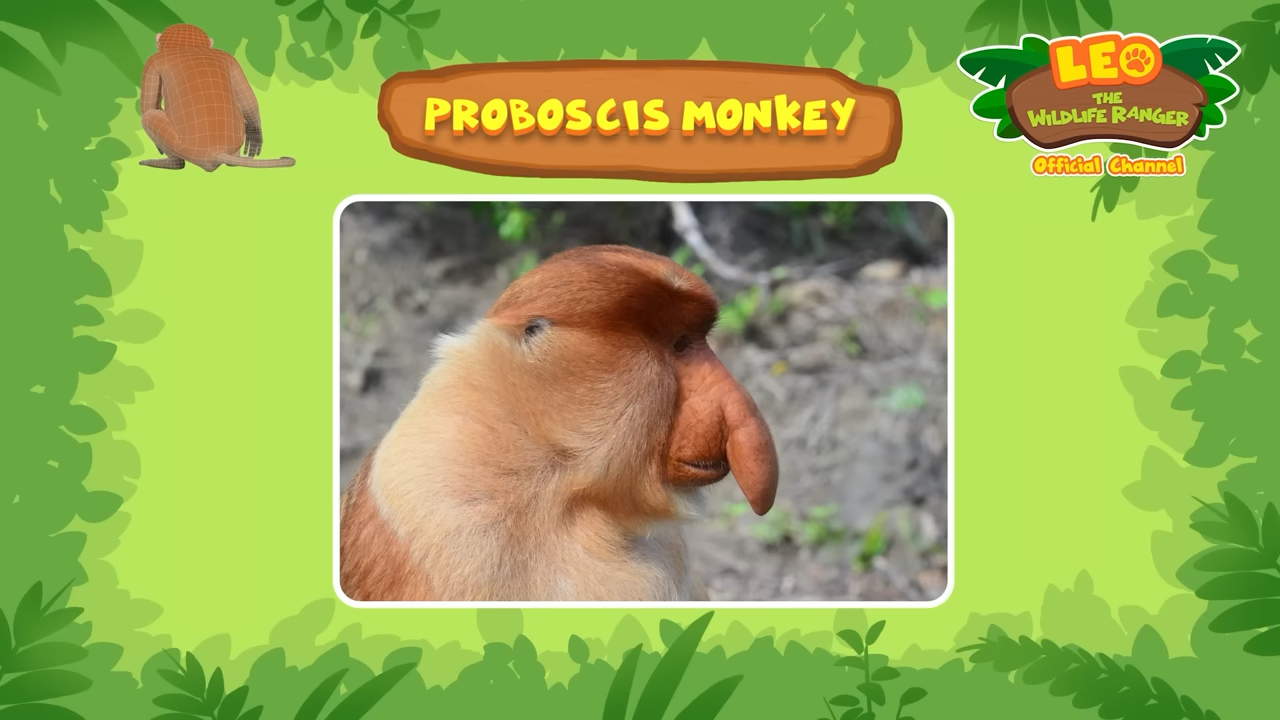 PROBOSCIS MONKEY
LEO
THE
WILDLIFE RANGER
Official Channel